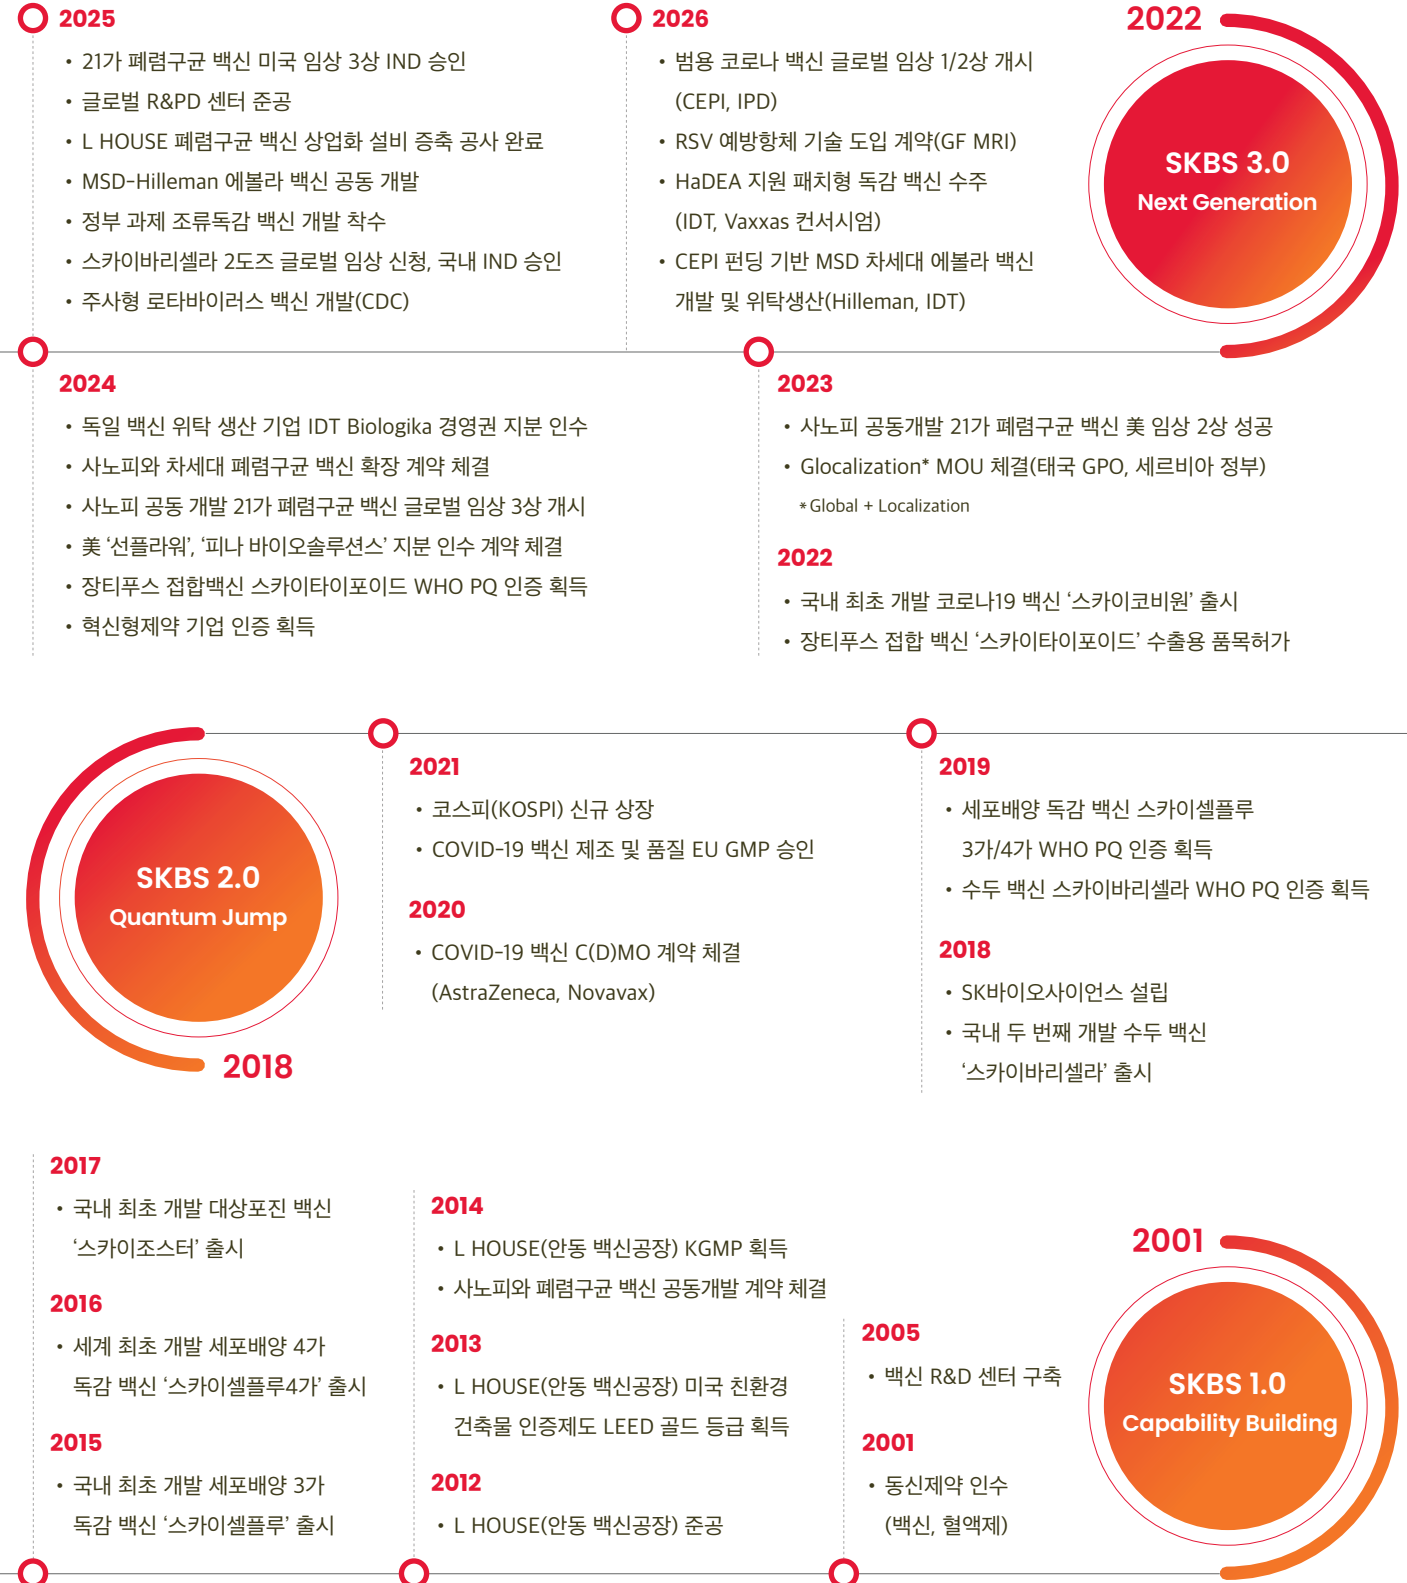 2025
• 21가 폐렴구균 백신 미국 임상 3상 IND 승인
• 글로벌 R&PD 센터 준공
• L HOUSE 폐렴구균 백신 상업화 설비 증축 공사 완료
• MSD-Hilleman 에볼라 백신 공동 개발
• 정부 과제 조류독감 백신 개발 착수
• 스카이바리셀라 2도즈 글로벌 임상 신청, 국내 IND 승인
• 주사형 로타바이러스 백신 개발(CDC)
2026
• 범용 코로나 백신 글로벌 임상 1/2상 개시
(CEPI, IPD)
• RSV 예방항체 기술 도입 계약(GF MRI)
• HaDEA 지원 패치형 독감 백신 수주
(IDT, Vaxxas 컨서시엄)
• CEPI 펀딩 기반 MSD 차세대 에볼라 백신
개발 및 위탁생산(Hilleman, IDT)
2022
SKBS 3.0
Next Generation
2024
• 독일 백신 위탁 생산 기업 IDT Biologika 경영권 지분 인수
• 사노피와 차세대 폐렴구균 백신 확장 계약 체결
• 사노피 공동 개발 21가 폐렴구균 백신 글로벌 임상 3상 개시
• 美 ‘선플라워’, ‘피나 바이오솔루션스’ 지분 인수 계약 체결
• 장티푸스 접합백신 스카이타이포이드 WHO PQ 인증 획득
• 혁신형제약 기업 인증 획득
2023
• 사노피 공동개발 21가 폐렴구균 백신 美 임상 2상 성공
• Glocalization* MOU 체결(태국 GPO, 세르비아 정부)
*Global + Localization
2022
• 국내 최초 개발 코로나19 백신 ‘스카이코비원’ 출시
• 장티푸스 접합 백신 ‘스카이타이포이드’ 수출용 품목허가
SKBS 2.0
Quantum Jump
2018
2021
• 코스피(KOSPI) 신규 상장
• COVID-19 백신 제조 및 품질 EU GMP 승인
2020
• COVID-19 백신 C(D)MO 계약 체결
(AstraZeneca, Novavax)
2019
• 세포배양 독감 백신 스카이셀플루
3가/4가 WHO PQ 인증 획득
• 수두 백신 스카이바리셀라 WHO PQ 인증 획득
2018
• SK바이오사이언스 설립
• 국내 두 번째 개발 수두 백신
‘스카이바리셀라’ 출시
2017
• 국내 최초 개발 대상포진 백신
‘스카이조스터’ 출시
2016
• 세계 최초 개발 세포배양 4가
독감 백신 ‘스카이셀플루4가’ 출시
2015
• 국내 최초 개발 세포배양 3가
독감 백신 ‘스카이셀플루’ 출시
2014
• L HOUSE(안동 백신공장) KGMP 획득
• 사노피와 폐렴구균 백신 공동개발 계약 체결
2013
• L HOUSE(안동 백신공장) 미국 친환경
건축물 인증제도 LEED 골드 등급 획득
2012
• L HOUSE(안동 백신공장) 준공
2005
• 백신 R&D 센터 구축
2001
• 동신제약 인수
(백신, 혈액제)
2001
SKBS 1.0
Capability Building